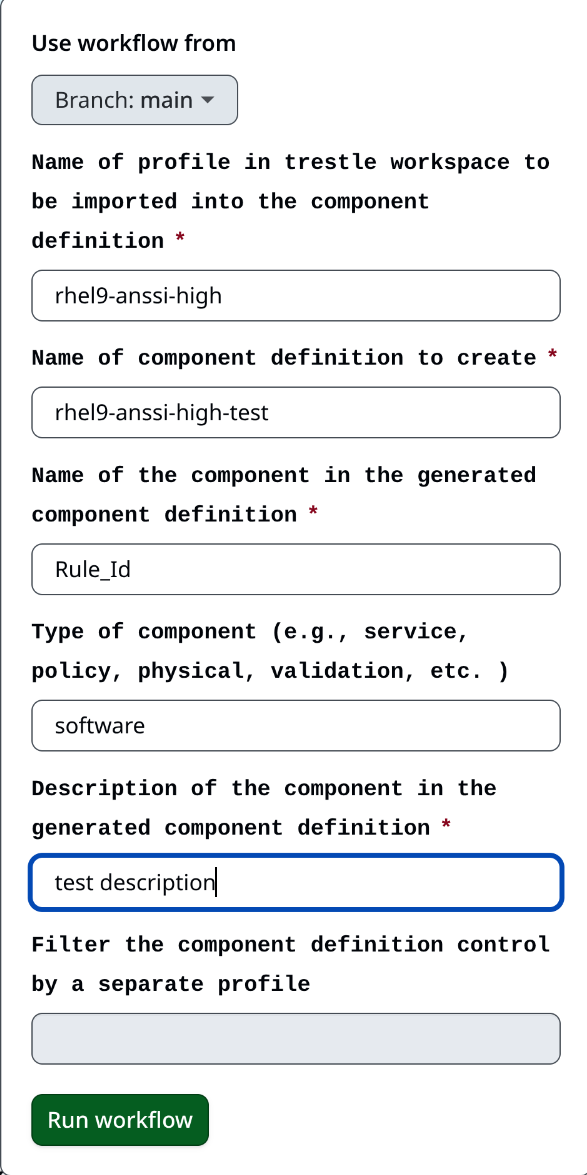 Use workflow from
Branch: main
Name of profile in trestle workspace to
be imported into the component
definition *
rhel9-anssi-high
Name of component definition to create *
rhel9-anssi-high-test
Name of the component in the generated
component definition *
Rule_Id
Type of component (e.g., service,
policy, physical, validation, etc. )
software
Description of the component in the
generated component definition *
test description
Filter the component definition control
by a separate profile
Run workflow